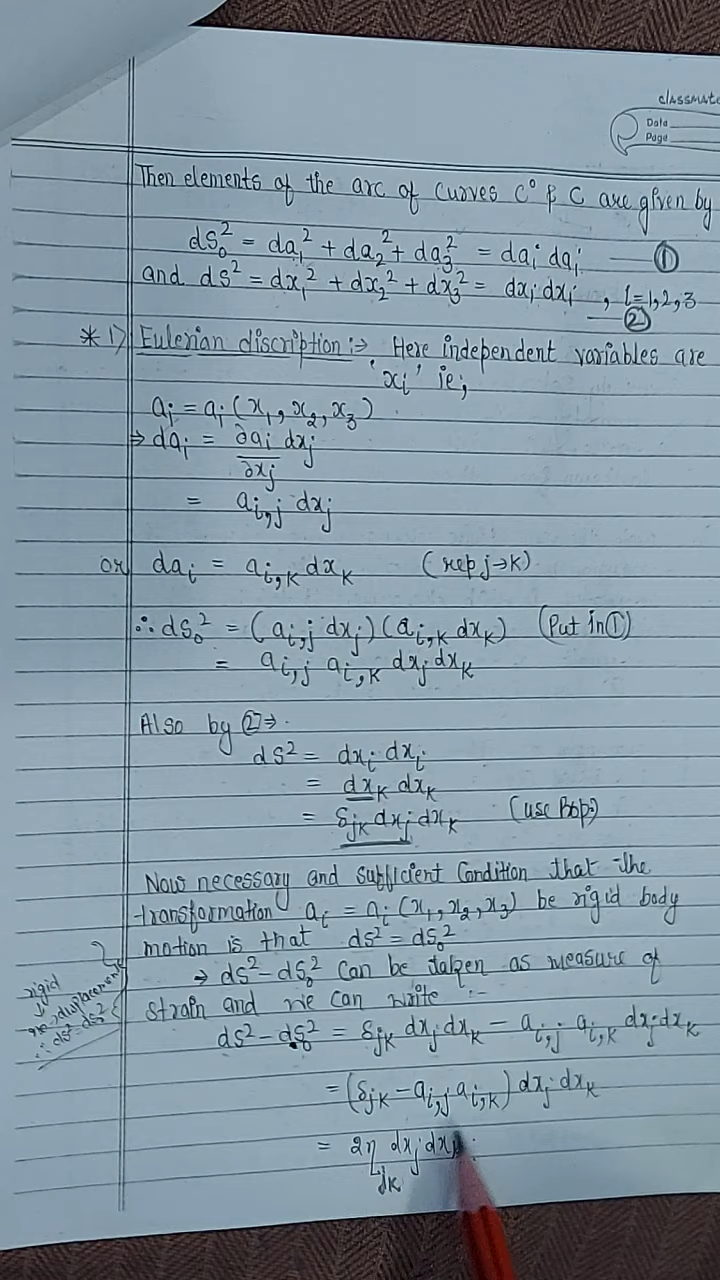 classmate
Date
Page
Then elements of the arc of curves C° & C are given by
ds₀² = da₁² + da₂² + da₃² = daᵢ daᵢ — ①
and ds² = dx₁² + dx₂² + dx₃² = dxᵢ dxᵢ , i=1,2,3
— ②
* 1) Eulerian discription :→ Here independent variables are
'xᵢ' ie;
aᵢ = aᵢ (x₁, x₂, x₃)
⇒ daᵢ = ∂aᵢ/∂xⱼ dxⱼ
= aᵢ,ⱼ dxⱼ
or daᵢ = aᵢ,ₖ dxₖ (rep j→k)
∴ ds₀² = (aᵢ,ⱼ dxⱼ) (aᵢ,ₖ dxₖ) (Put in ①)
= aᵢ,ⱼ aᵢ,ₖ dxⱼ dxₖ
Also by ② ⇒
ds² = dxᵢ dxᵢ
= dxₖ dxₖ
= δⱼₖ dxⱼ dxₖ (use Prop.)
Now necessary and sufficient condition that the
transformation aᵢ = aᵢ (x₁, x₂, x₃) be rigid body
motion is that ds² = ds₀²
→ ds² - ds₀² can be taken as measure of
strain and we can write :-
rigid
↓
displacement
∴ ds² = ds₀²
ds² - ds₀² = δⱼₖ dxⱼ dxₖ - aᵢ,ⱼ aᵢ,ₖ dxⱼ dxₖ
= (δⱼₖ - aᵢ,ⱼ aᵢ,ₖ) dxⱼ dxₖ
= 2ηⱼₖ dxⱼ dxₖ